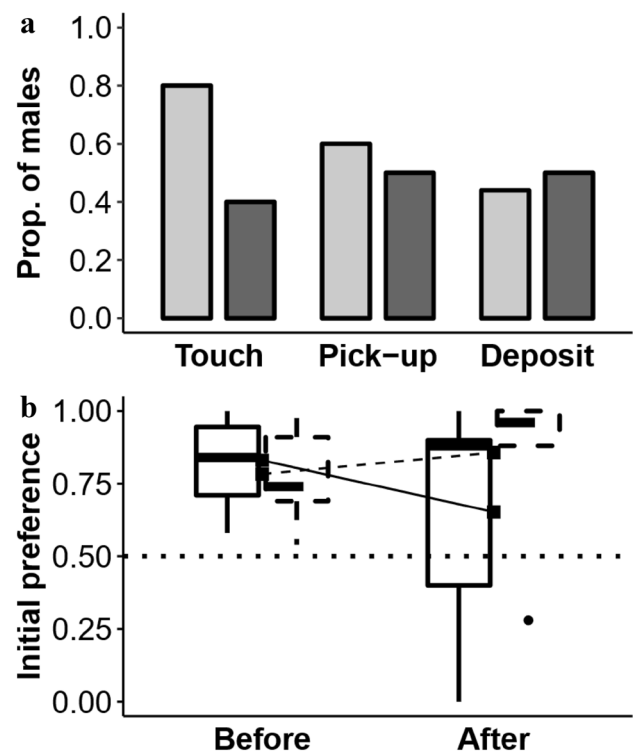 a
Prop. of males
1.0
0.8
0.6
0.4
0.2
0.0
Touch Pick−up Deposit
b
Initial preference
1.00
0.75
0.50
0.25
0.00
Before After